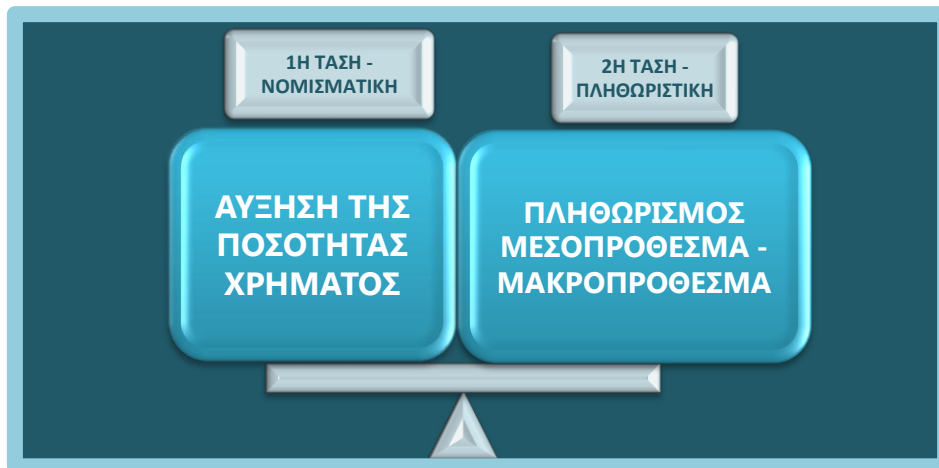 1Η ΤΑΣΗ -
ΝΟΜΙΣΜΑΤΙΚΗ
2Η ΤΑΣΗ -
ΠΛΗΘΩΡΙΣΤΙΚΗ
ΑΥΞΗΣΗ ΤΗΣ
ΠΟΣΟΤΗΤΑΣ
ΧΡΗΜΑΤΟΣ
ΠΛΗΘΩΡΙΣΜΟΣ
ΜΕΣΟΠΡΟΘΕΣΜΑ -
ΜΑΚΡΟΠΡΟΘΕΣΜΑ